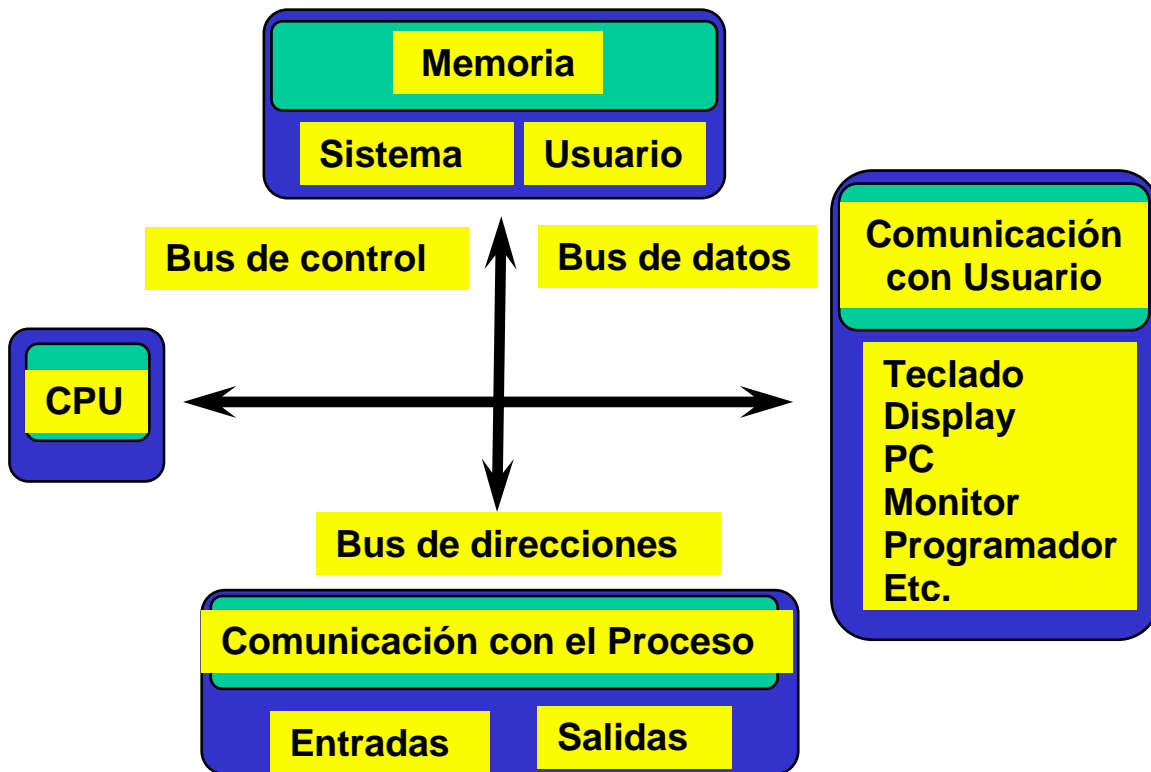 Memoria
Sistema
Usuario
Bus de control
Bus de datos
Comunicación
con Usuario
CPU
Teclado
Display
PC
Monitor
Programador
Etc.
Bus de direcciones
Comunicación con el Proceso
Entradas
Salidas